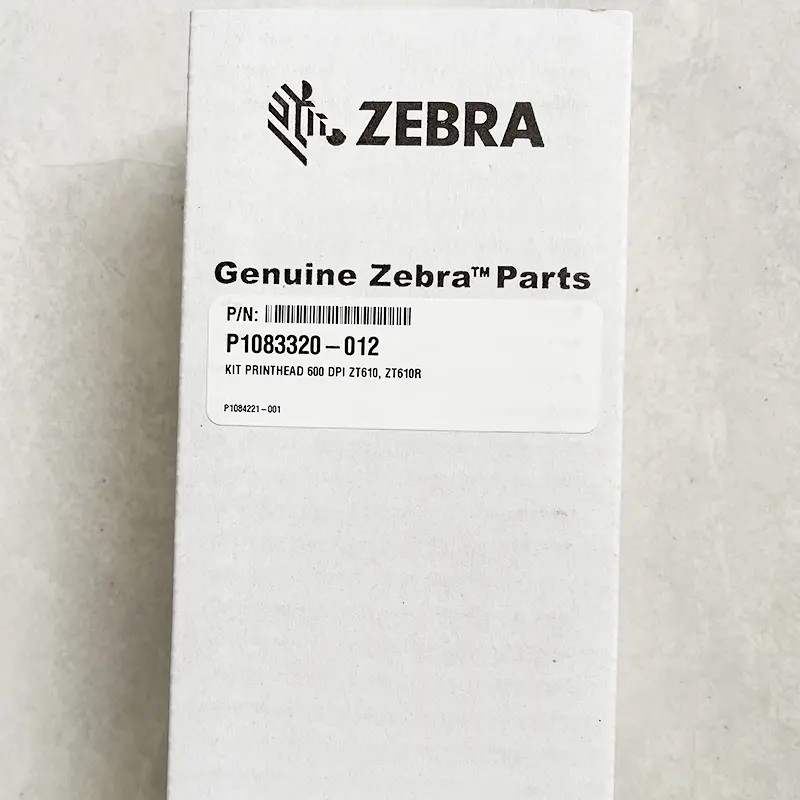 ZEBRA
Genuine Zebra™ Parts
P/N:
P1083320-012
KIT PRINTHEAD 600 DPI ZT610, ZT610R
P1084221-001